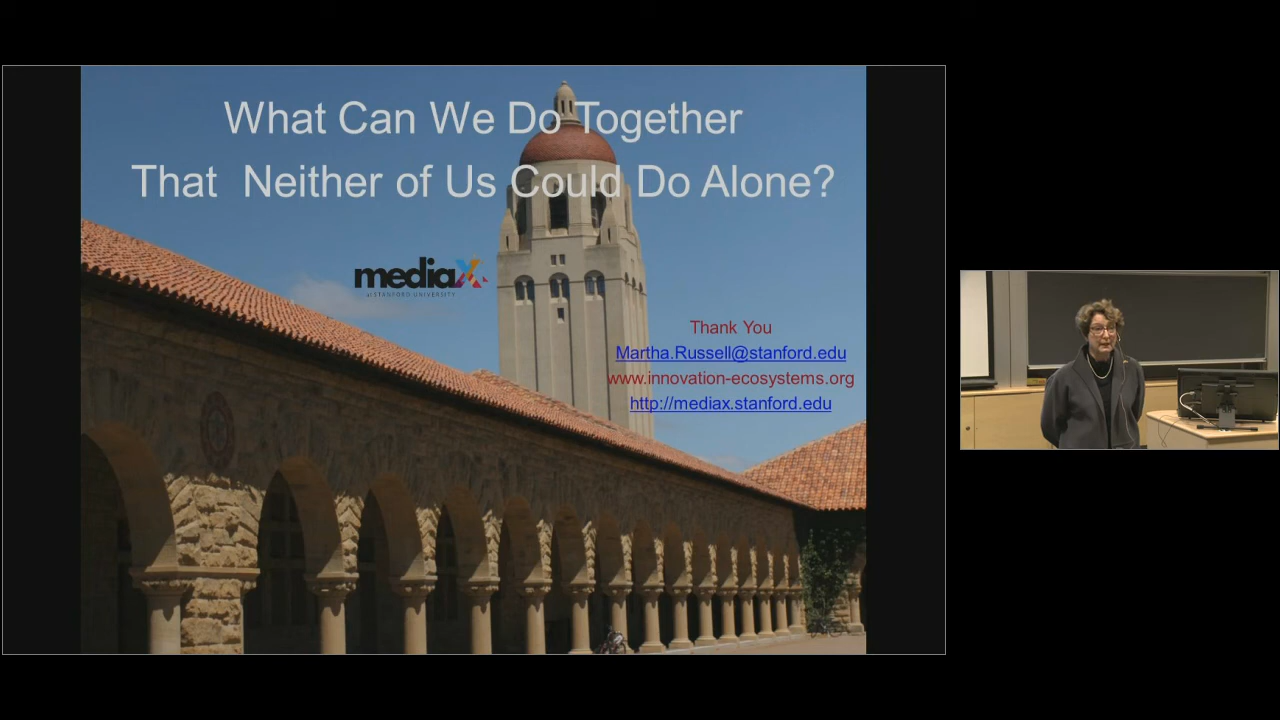 What Can We Do Together
That Neither of Us Could Do Alone?
mediaX
at STANFORD UNIVERSITY
Thank You
Martha.Russell@stanford.edu
www.innovation-ecosystems.org
http://mediax.stanford.edu